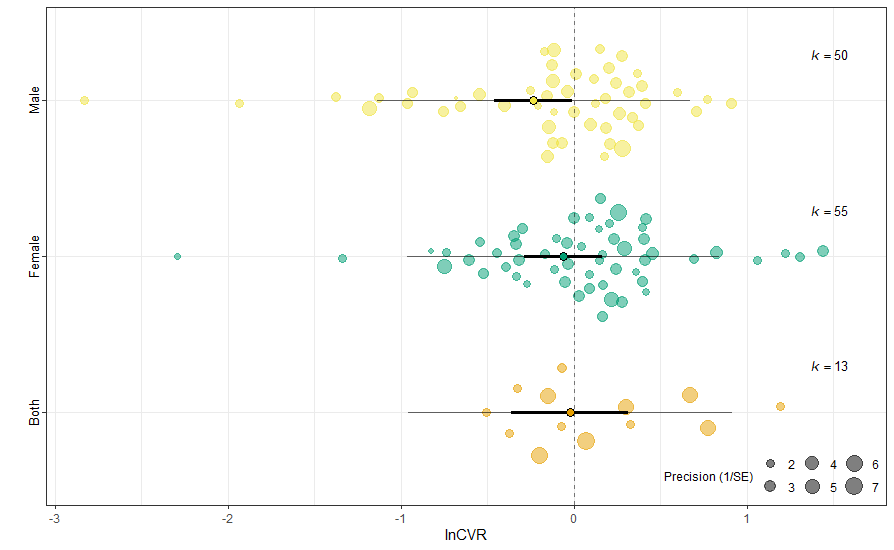 Male
k = 50
Female
k = 55
Both
k = 13
Precision (1/SE)
2 4 6
3 5 7
-3 -2 -1 0 1
lnCVR